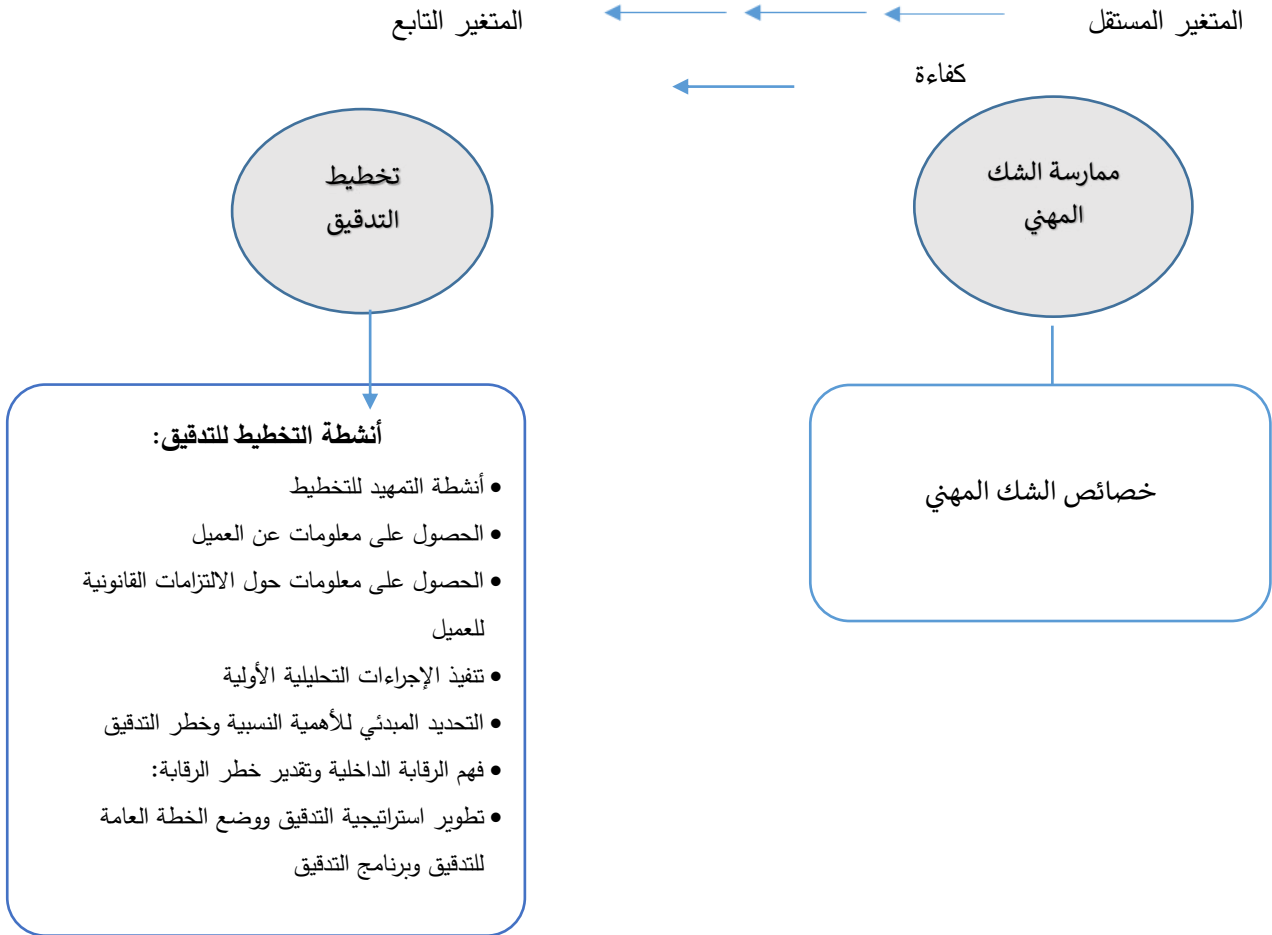 المتغير المستقل
المتغير التابع
كفاءة
ممارسة الشك
المهني
تخطيط
التدقيق
خصائص الشك المهني
أنشطة التخطيط للتدقيق:
• أنشطة التمهيد للتخطيط
• الحصول على معلومات عن العميل
• الحصول على معلومات حول الالتزامات القانونية
للعميل
• تنفيذ الإجراءات التحليلية الأولية
• التحديد المبدئي للأهمية النسبية وخطر التدقيق
• فهم الرقابة الداخلية وتقدير خطر الرقابة:
• تطوير استراتيجية التدقيق ووضع الخطة العامة
للتدقيق وبرنامج التدقيق